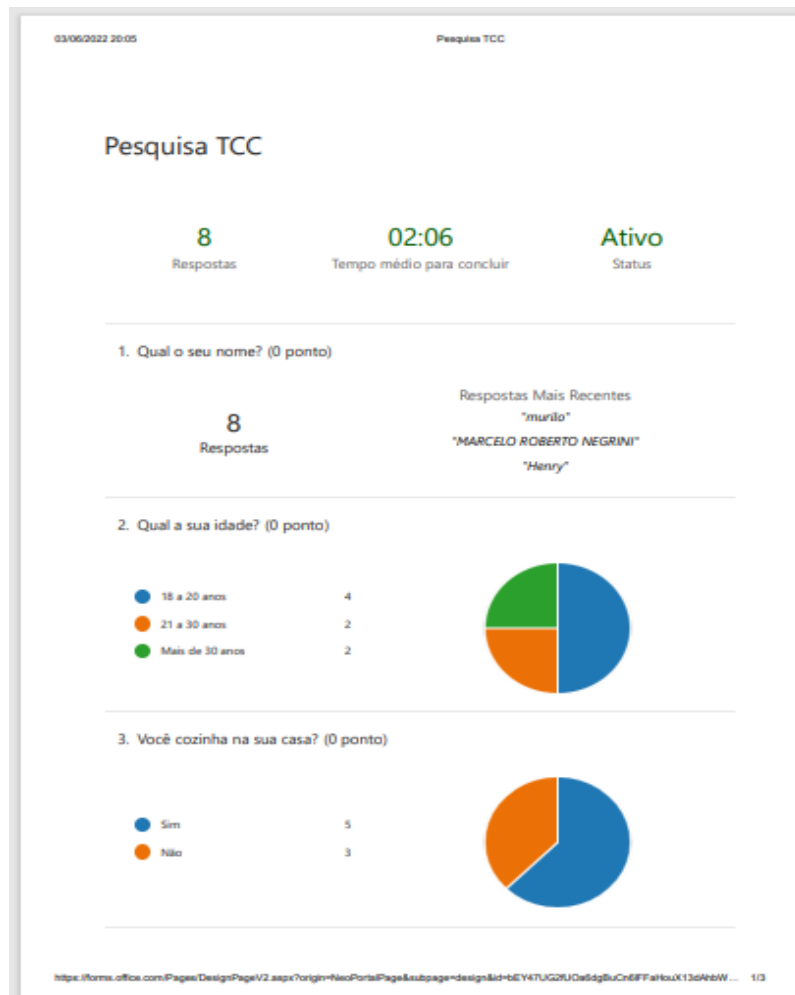 03/06/2022 20:05 Pesquisa TCC
Pesquisa TCC
8 02:06 Ativo
Respostas Tempo médio para concluir Status
1. Qual o seu nome? (0 ponto)
8
Respostas
Respostas Mais Recentes
"murilo"
"MARCELO ROBERTO NEGRINI"
"Henry"
2. Qual a sua idade? (0 ponto)
18 a 20 anos 4
21 a 30 anos 2
Mais de 30 anos 2
3. Você cozinha na sua casa? (0 ponto)
Sim 5
Não 3
1/3